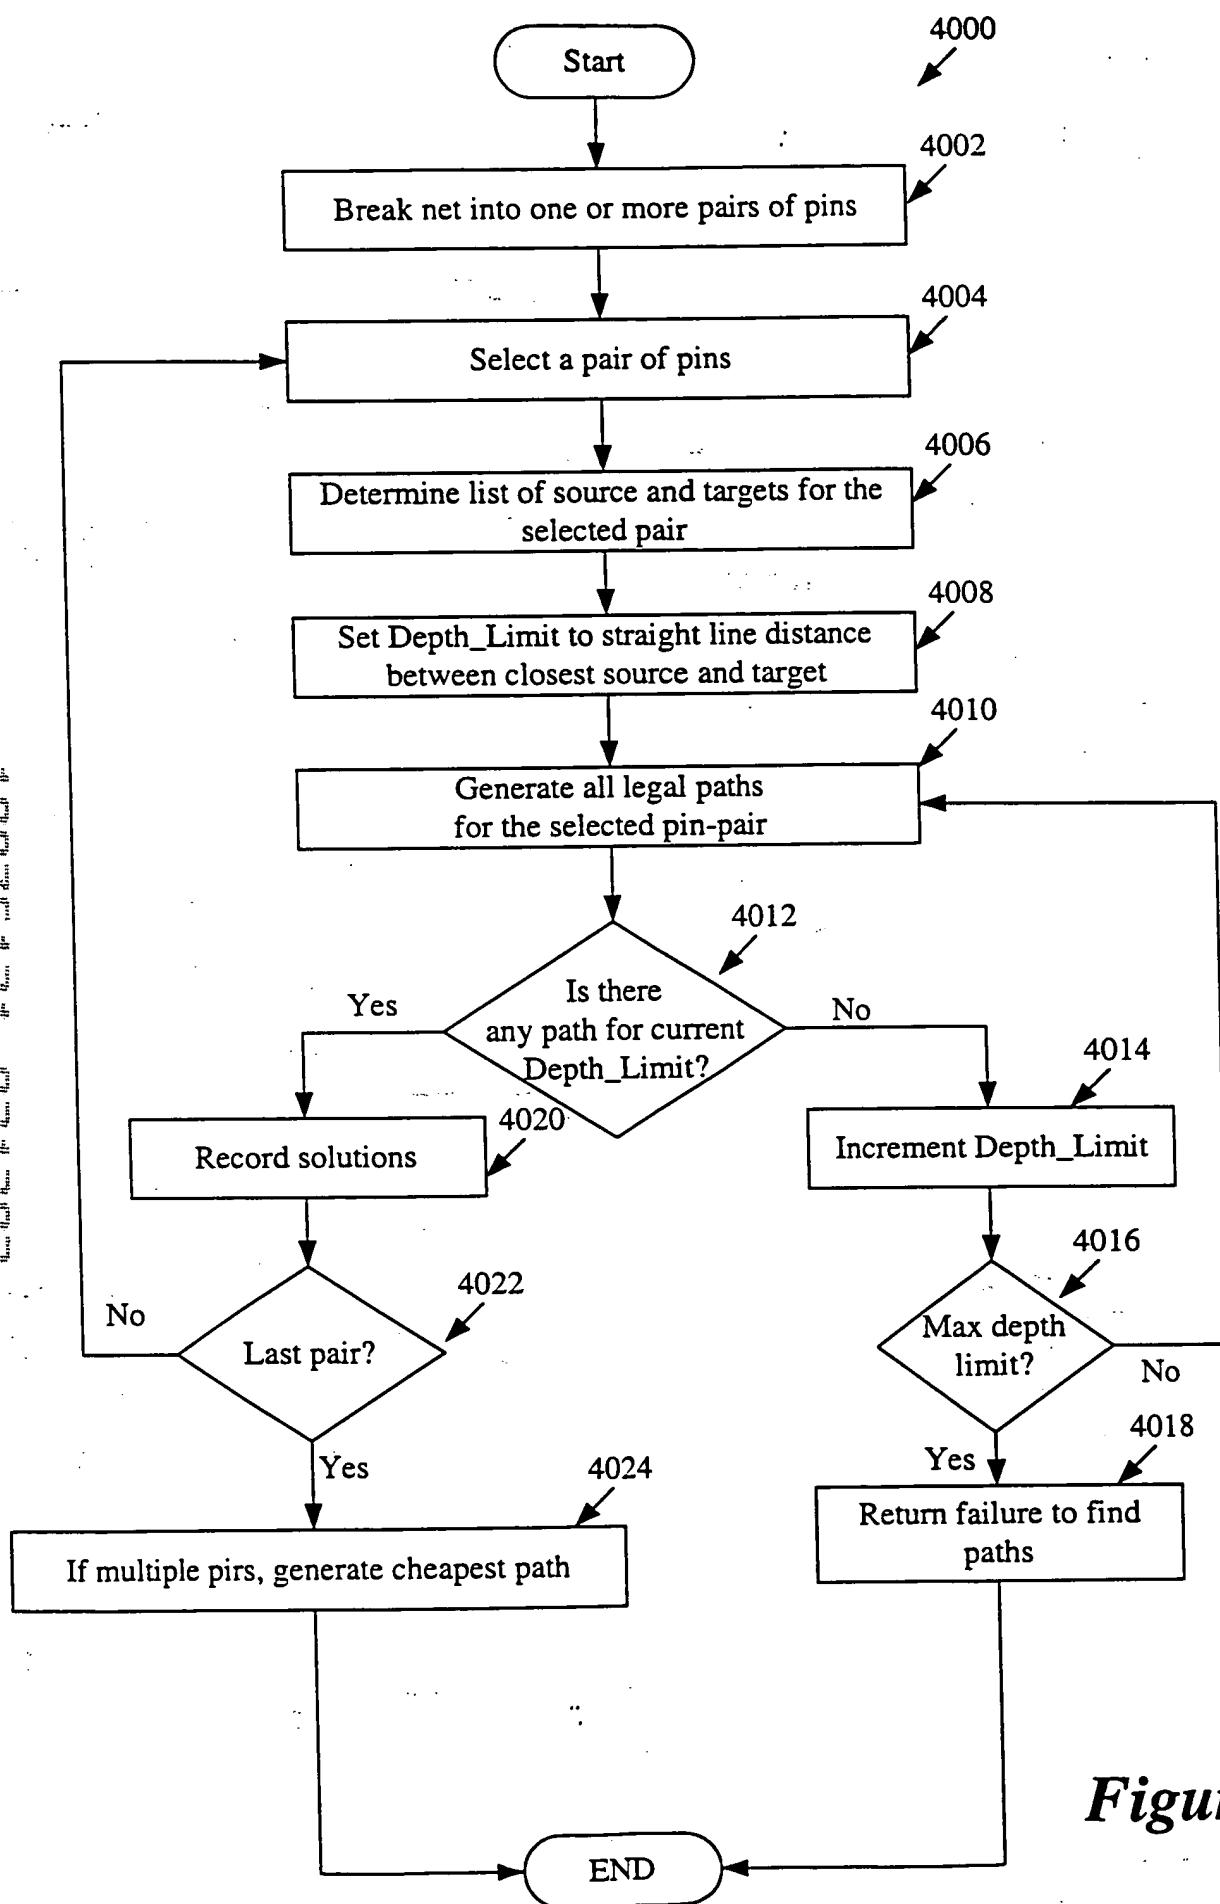 4000
Start
4002
Break net into one or more pairs of pins
4004
Select a pair of pins
4006
Determine list of source and targets for the
selected pair
4008
Set Depth_Limit to straight line distance
between closest source and target
4010
Generate all legal paths
for the selected pin-pair
4012
Is there
any path for current
Depth_Limit?
Yes
No
4014
Increment Depth_Limit
4020
Record solutions
4016
Max depth
limit?
No
4022
Last pair?
No
Yes
4018
Yes
Return failure to find
paths
4024
If multiple pirs, generate cheapest path
END